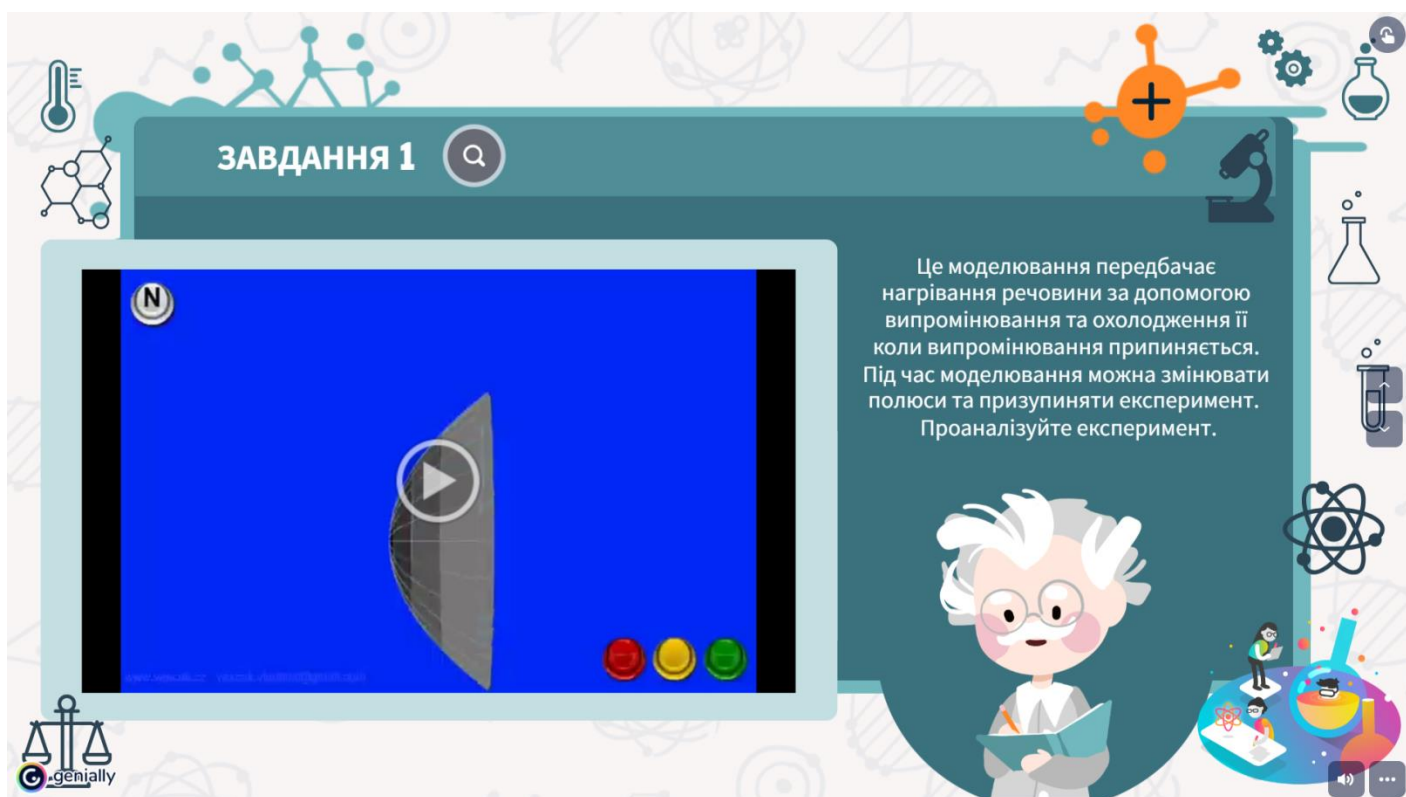 ЗАВДАННЯ 1
N
Це моделювання передбачає
нагрівання речовини за допомогою
випромінювання та охолодження її
коли випромінювання припиняється.
Під час моделювання можна змінювати
полюси та призупиняти експеримент.
Проаналізуйте експеримент.
genially